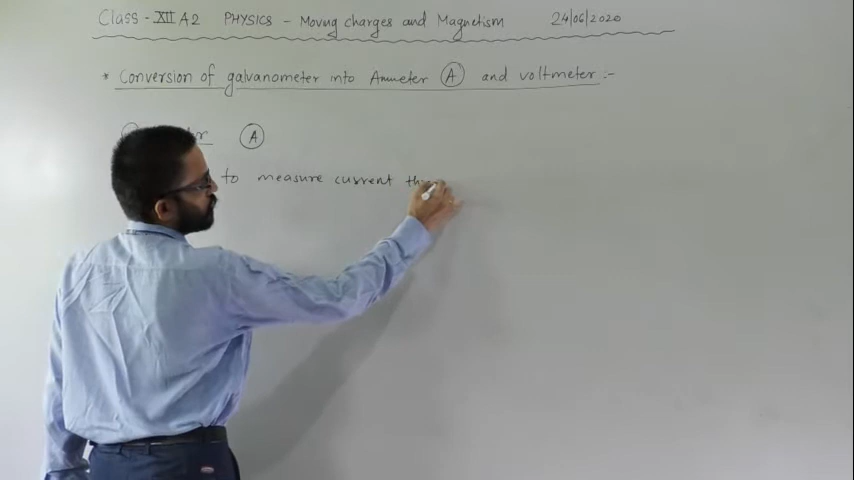 Class - XII A2 PHYSICS - Moving charges and Magnetism 24/06/2020
* Conversion of galvanometer into Ammeter (A) and voltmeter :-
A
to measure current